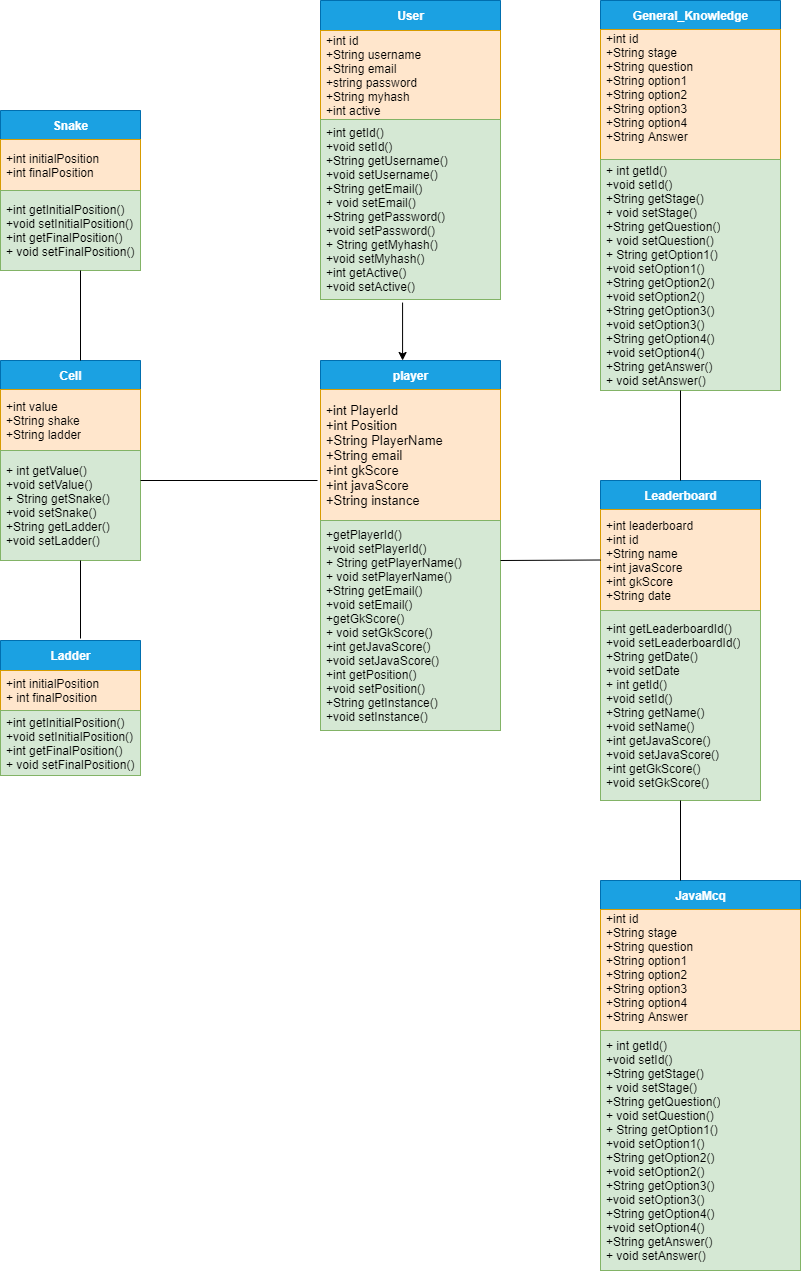 User
+int id
+String username
+String email
+string password
+String myhash
+int active
+int getId()
+void setId()
+String getUsername()
+void setUsername()
+String getEmail()
+ void setEmail()
+String getPassword()
+void setPassword()
+ String getMyhash()
+void setMyhash()
+int getActive()
+void setActive()
General_Knowledge
+int id
+String stage
+String question
+String option1
+String option2
+String option3
+String option4
+String Answer
+ int getId()
+void setId()
+String getStage()
+ void setStage()
+String getQuestion()
+ void setQuestion()
+ String getOption1()
+void setOption1()
+String getOption2()
+void setOption2()
+String getOption3()
+void setOption3()
+String getOption4()
+void setOption4()
+String getAnswer()
+ void setAnswer()
Snake
+int initialPosition
+int finalPosition
+int getInitialPosition()
+void setInitialPosition()
+int getFinalPosition()
+ void setFinalPosition()
Cell
+int value
+String shake
+String ladder
+ int getValue()
+void setValue()
+ String getSnake()
+void setSnake()
+String getLadder()
+void setLadder()
player
+int PlayerId
+int Position
+String PlayerName
+String email
+int gkScore
+int javaScore
+String instance
+getPlayerId()
+void setPlayerId()
+ String getPlayerName()
+ void setPlayerName()
+String getEmail()
+void setEmail()
+getGkScore()
+ void setGkScore()
+int getJavaScore()
+void setJavaScore()
+int getPosition()
+void setPosition()
+String getInstance()
+void setInstance()
Leaderboard
+int leaderboard
+int id
+String name
+int javaScore
+int gkScore
+String date
+int getLeaderboardId()
+void setLeaderboardId()
+String getDate()
+void setDate
+ int getId()
+void setId()
+String getName()
+void setName()
+int getJavaScore()
+void setJavaScore()
+int getGkScore()
+void setGkScore()
Ladder
+int initialPosition
+ int finalPosition
+int getInitialPosition()
+void setInitialPosition()
+int getFinalPosition()
+ void setFinalPosition()
JavaMcq
+int id
+String stage
+String question
+String option1
+String option2
+String option3
+String option4
+String Answer
+ int getId()
+void setId()
+String getStage()
+ void setStage()
+String getQuestion()
+ void setQuestion()
+ String getOption1()
+void setOption1()
+String getOption2()
+void setOption2()
+String getOption3()
+void setOption3()
+String getOption4()
+void setOption4()
+String getAnswer()
+ void setAnswer()